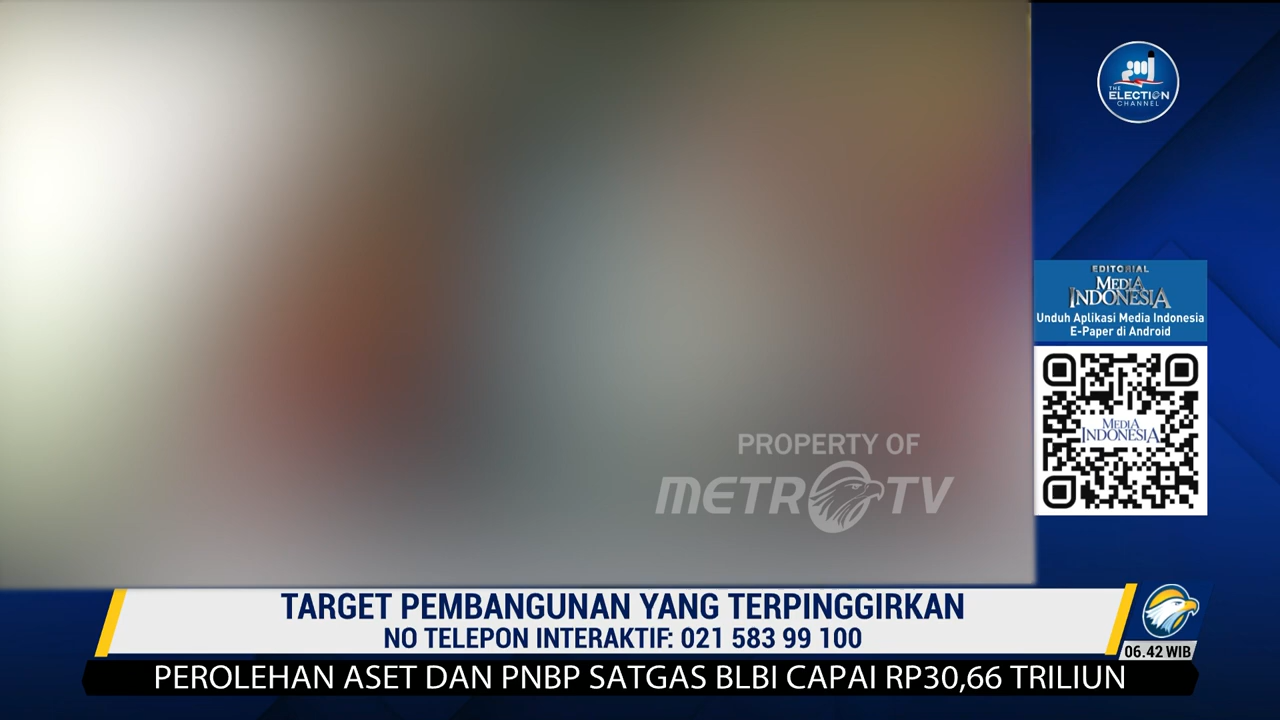 THE
ELECTION
CHANNEL
EDITORIAL
MEDIA
INDONESIA
Unduh Aplikasi Media Indonesia
E-Paper di Android
MEDIA
INDONESIA
PROPERTY OF
METRO TV
TARGET PEMBANGUNAN YANG TERPINGGIRKAN
NO TELEPON INTERAKTIF: 021 583 99 100
06.42 WIB
PEROLEHAN ASET DAN PNBP SATGAS BLBI CAPAI RP30,66 TRILIUN